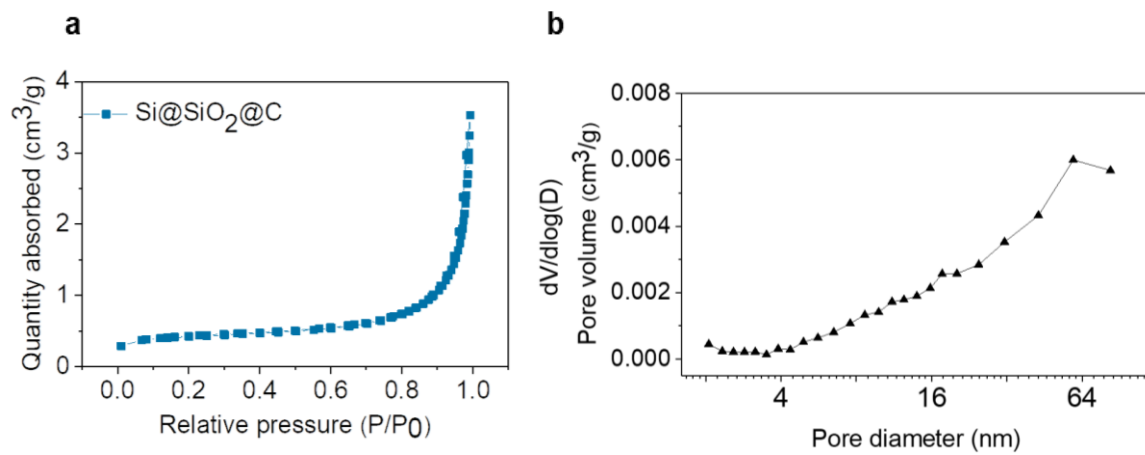 a
Quantity absorbed (cm³/g)
4
3
2
1
0
Si@SiO₂@C
0.0 0.2 0.4 0.6 0.8 1.0
Relative pressure (P/P0)
b
dV/dlog(D)
Pore volume (cm³/g)
0.008
0.006
0.004
0.002
0.000
4 16 64
Pore diameter (nm)